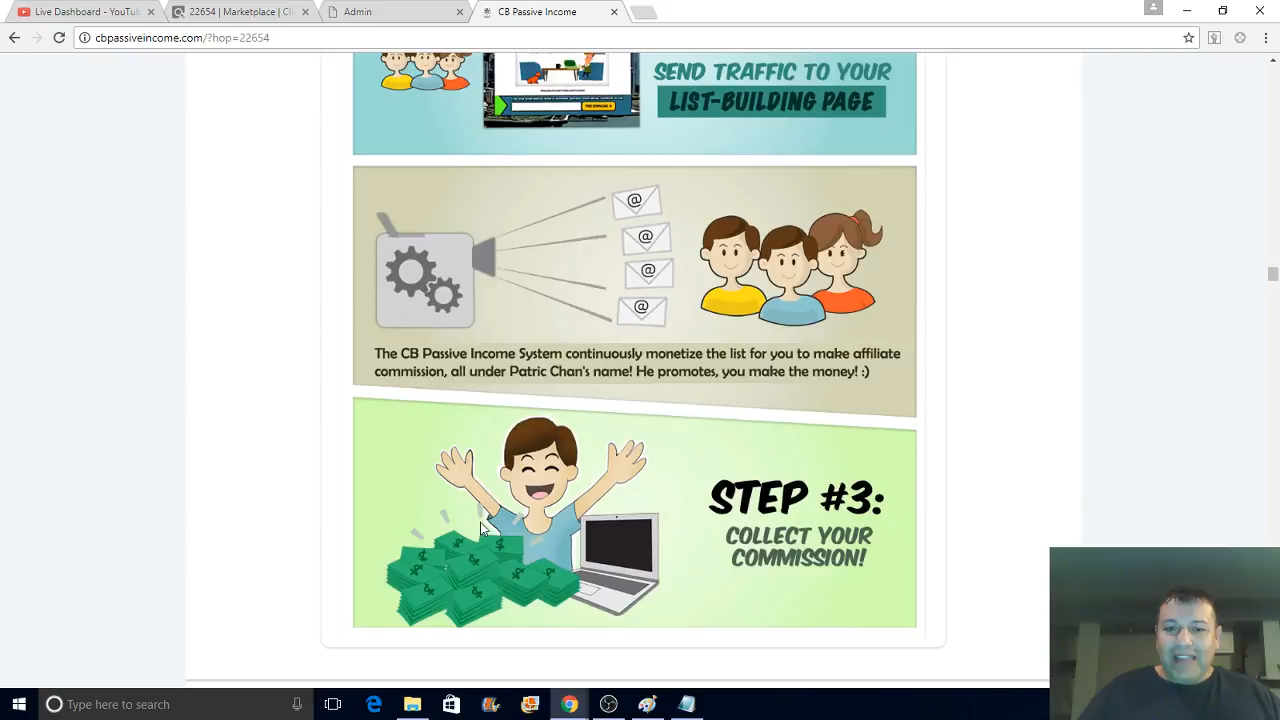 Live Dashboard - YouTub
22654 | Marketplace | Cl
Admin
CB Passive Income
cbpassiveincome.com/?hop=22654
SEND TRAFFIC TO YOUR
LIST-BUILDING PAGE
@
@
@
@
The CB Passive Income System continuously monetize the list for you to make affiliate
commission, all under Patric Chan's name! He promotes, you make the money! :)
STEP #3:
COLLECT YOUR
COMMISSION!
Type here to search